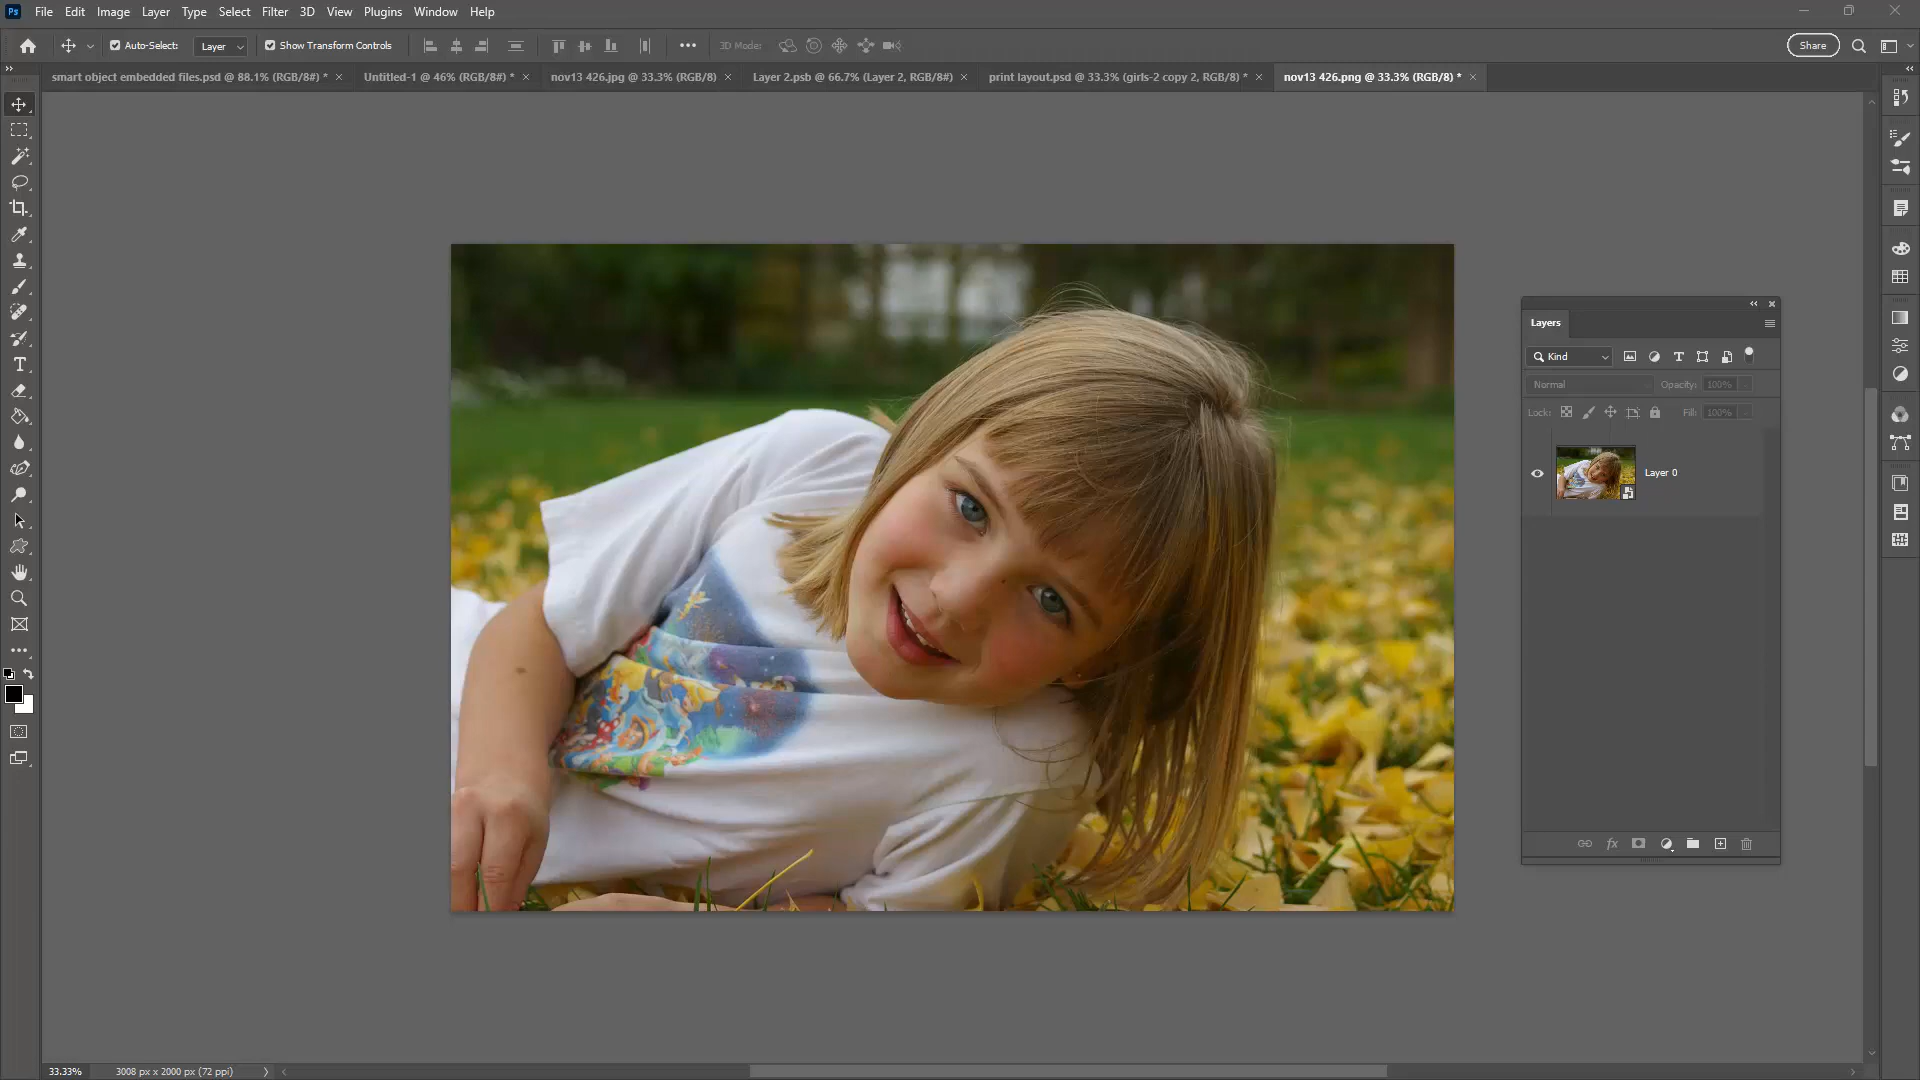 Ps File Edit Image Layer Type Select Filter 3D View Plugins Window Help
Auto-Select: Layer Show Transform Controls 3D Mode: Share
smart object embedded files.psd @ 88.1% (RGB/8#) * Untitled-1 @ 46% (RGB/8#) * nov13 426.jpg @ 33.3% (RGB/8) Layer 2.psb @ 66.7% (Layer 2, RGB/8#) print layout.psd @ 33.3% (girls-2 copy 2, RGB/8) * nov13 426.png @ 33.3% (RGB/8) *
Layers
Kind
Normal Opacity: 100%
Lock: Fill: 100%
Layer 0
fx
33.33% 3008 px x 2000 px (72 ppi)